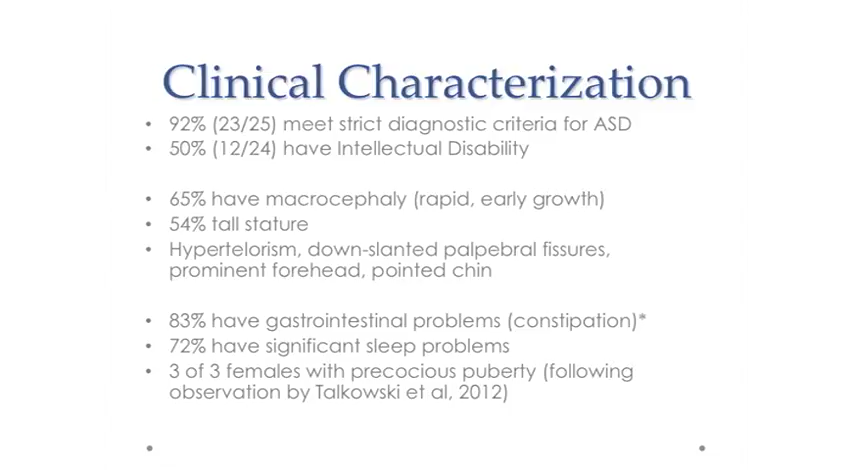 Clinical Characterization
• 92% (23/25) meet strict diagnostic criteria for ASD
• 50% (12/24) have Intellectual Disability
• 65% have macrocephaly (rapid, early growth)
• 54% tall stature
• Hypertelorism, down-slanted palpebral fissures,
prominent forehead, pointed chin
• 83% have gastrointestinal problems (constipation)*
• 72% have significant sleep problems
• 3 of 3 females with precocious puberty (following
observation by Talkowski et al, 2012)